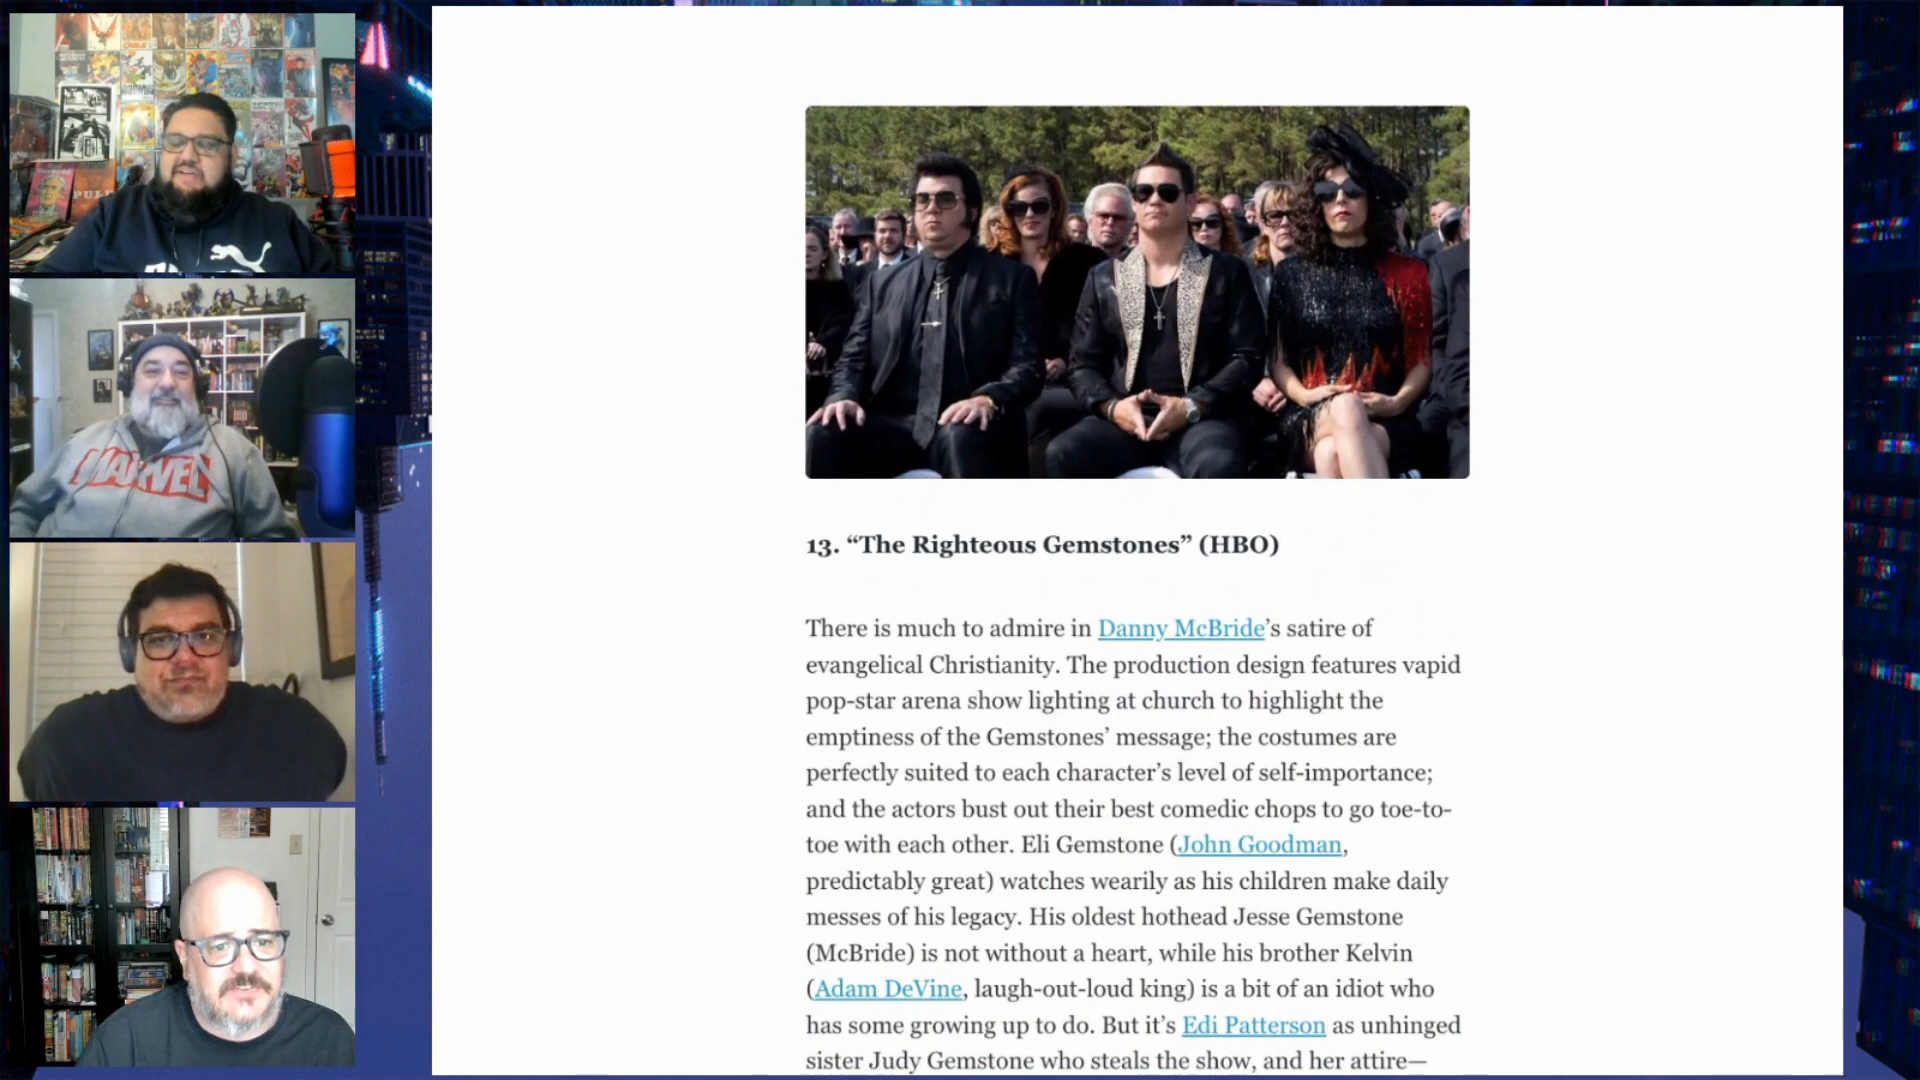 MARVEL
13. “The Righteous Gemstones” (HBO)
There is much to admire in Danny McBride’s satire of
evangelical Christianity. The production design features vapid
pop-star arena show lighting at church to highlight the
emptiness of the Gemstones’ message; the costumes are
perfectly suited to each character’s level of self-importance;
and the actors bust out their best comedic chops to go toe-to-
toe with each other. Eli Gemstone (John Goodman,
predictably great) watches wearily as his children make daily
messes of his legacy. His oldest hothead Jesse Gemstone
(McBride) is not without a heart, while his brother Kelvin
(Adam DeVine, laugh-out-loud king) is a bit of an idiot who
has some growing up to do. But it’s Edi Patterson as unhinged
sister Judy Gemstone who steals the show, and her attire—